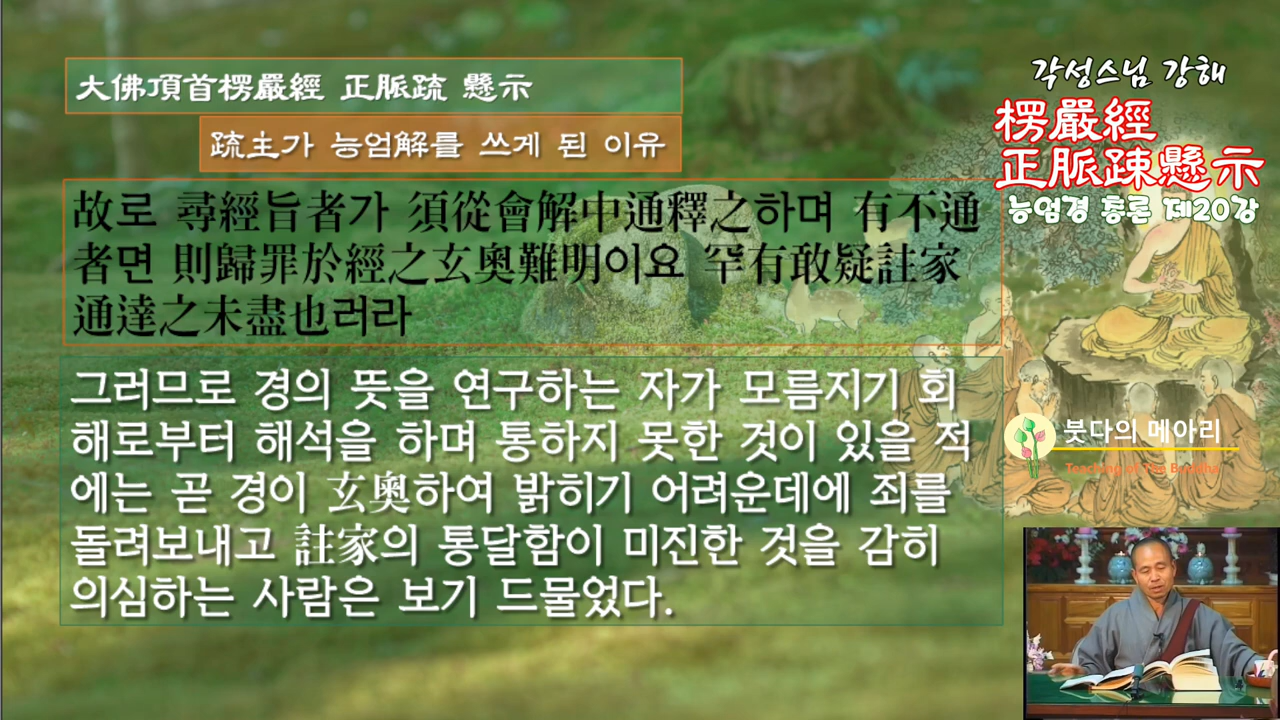 大佛頂首楞嚴經 正脈疏 懸示
疏主가 능엄解를 쓰게 된 이유
故로 尋經旨者가 須從會解中通釋之하며 有不通
者면 則歸罪於經之玄奧難明이요 罕有敢疑註家
通達之未盡也러라
그러므로 경의 뜻을 연구하는 자가 모름지기 회
해로부터 해석을 하며 통하지 못한 것이 있을 적
에는 곧 경이 玄奧하여 밝히기 어려운데에 죄를
돌려보내고 註家의 통달함이 미진한 것을 감히
의심하는 사람은 보기 드물었다.
각성스님 강해
楞嚴經
正脈踈懸示
능엄경 총론 제20강
붓다의 메아리
Teaching of The Buddha